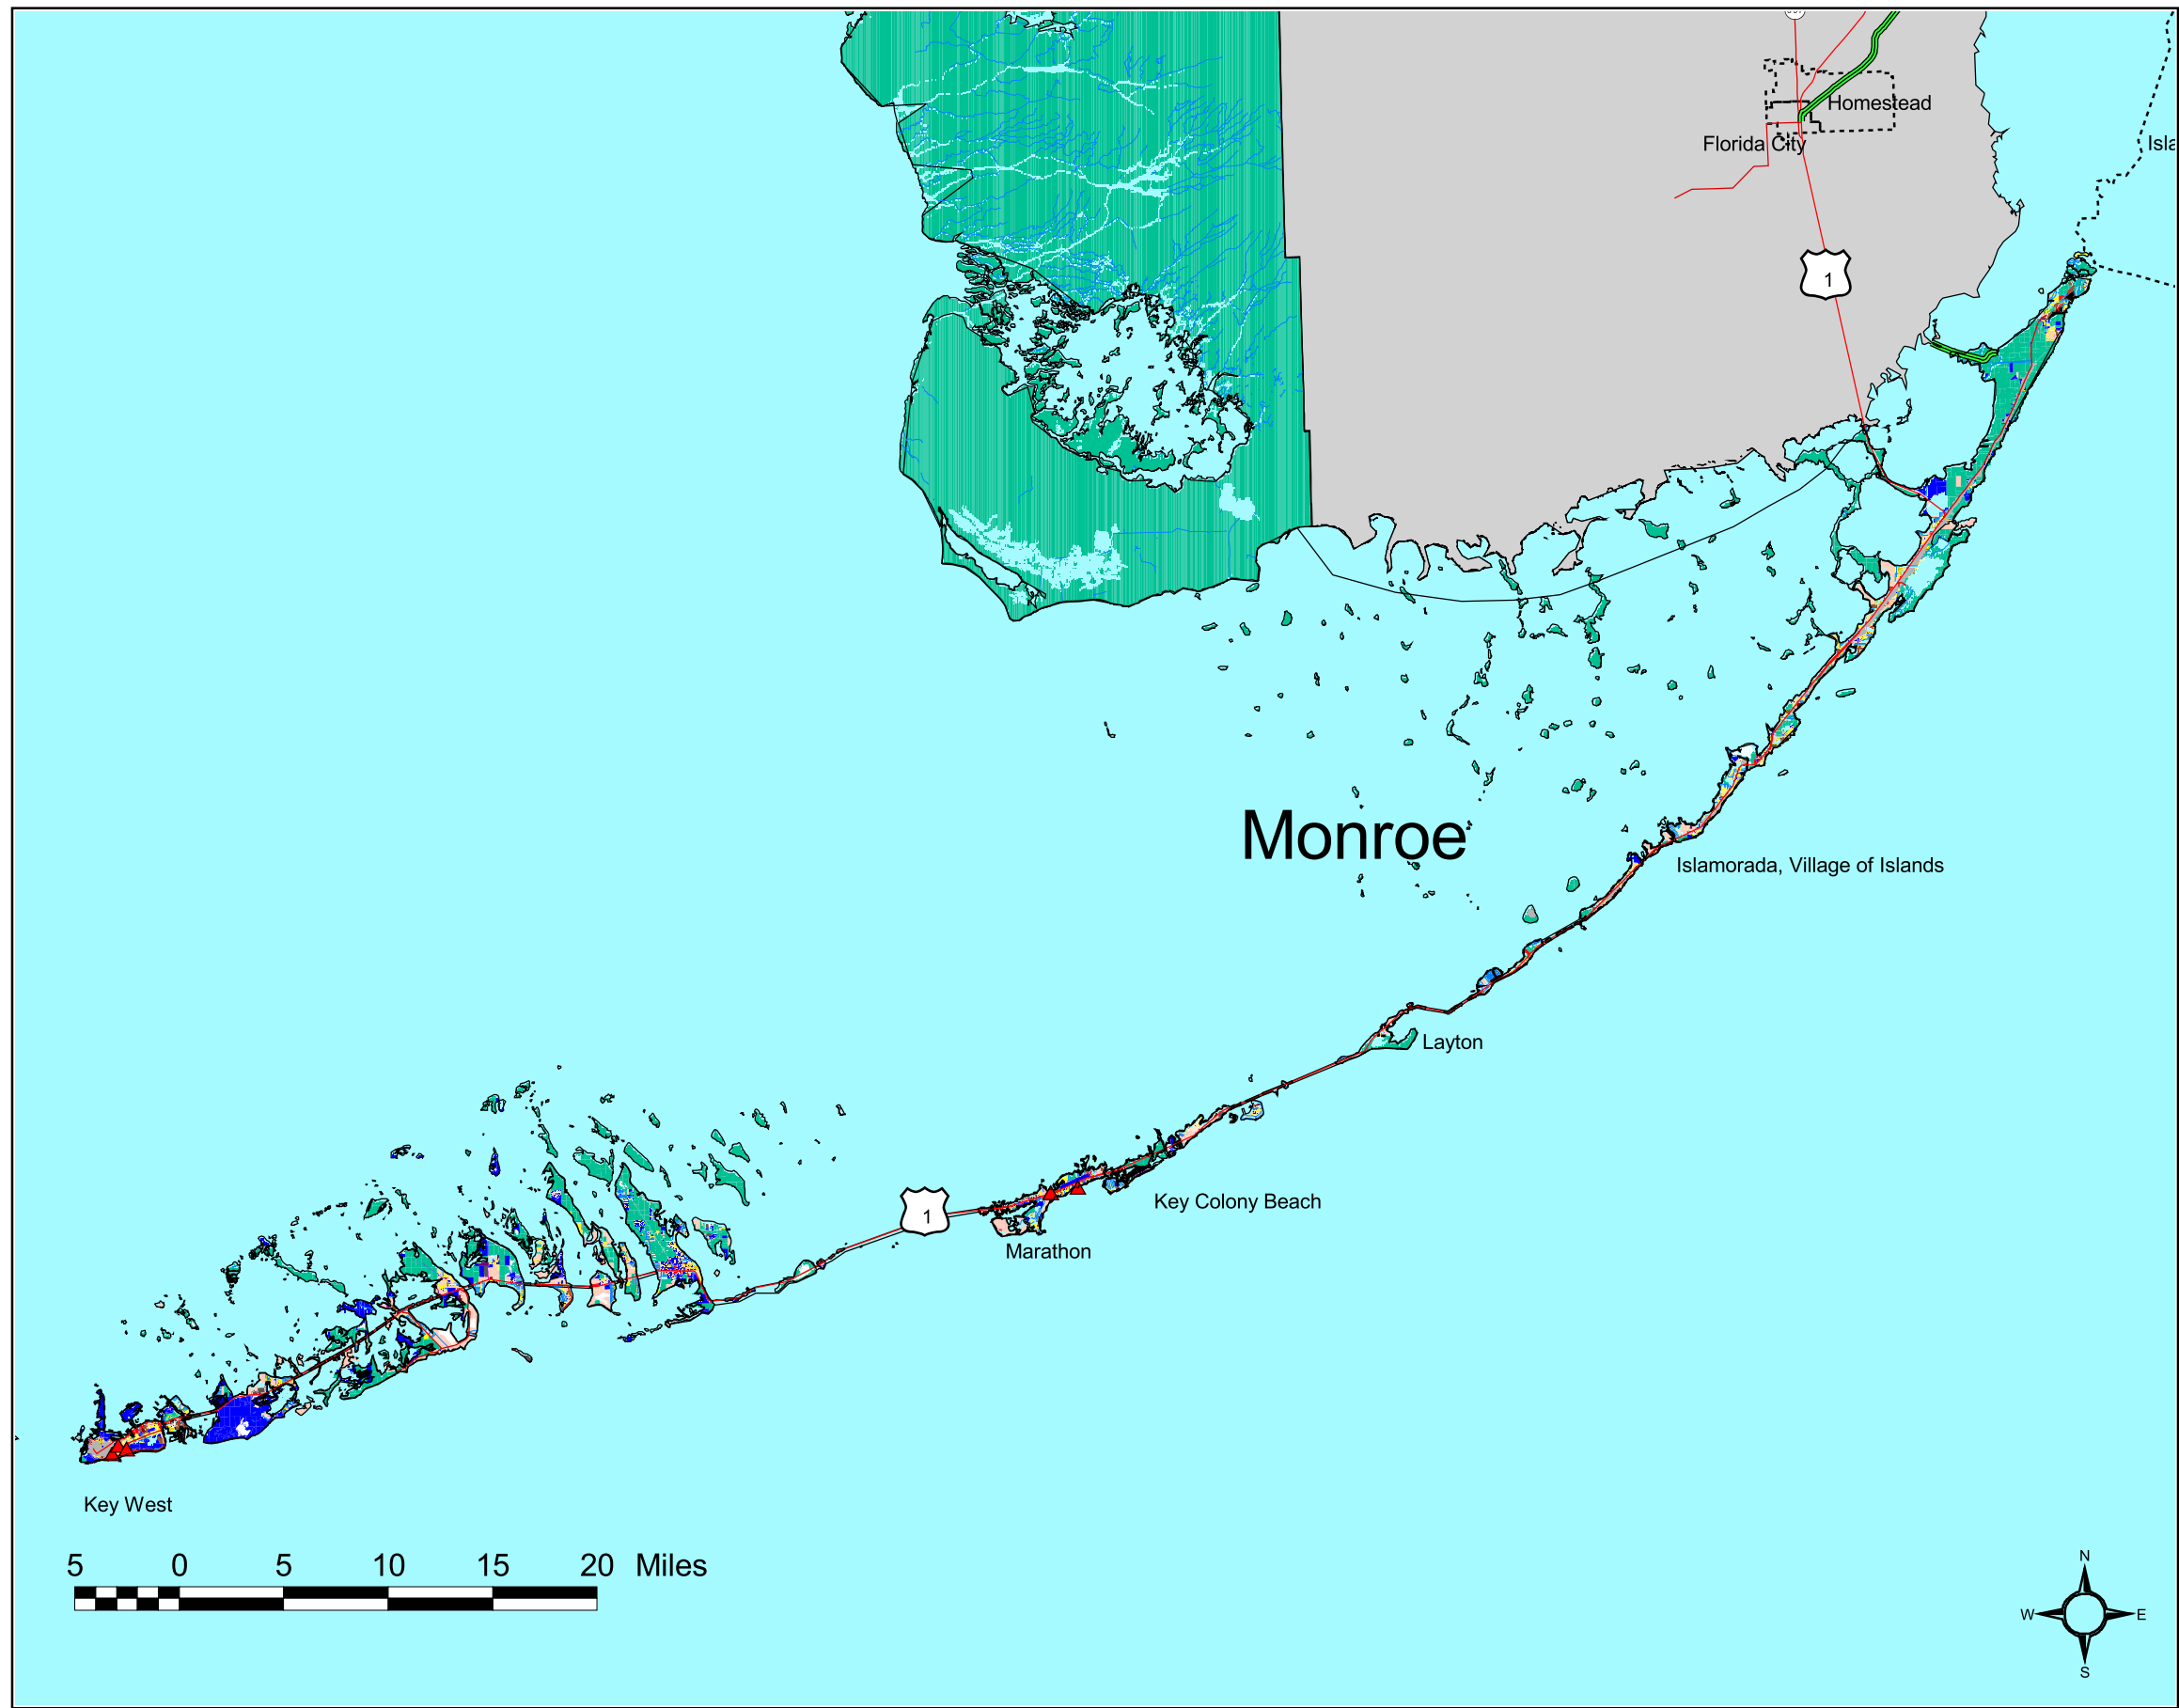 Homestead
Florida City
Isla
1
Monroe
Islamorada, Village of Islands
Layton
Key Colony Beach
1
Marathon
Key West
5 0 5 10 15 20 Miles
N
W E
S